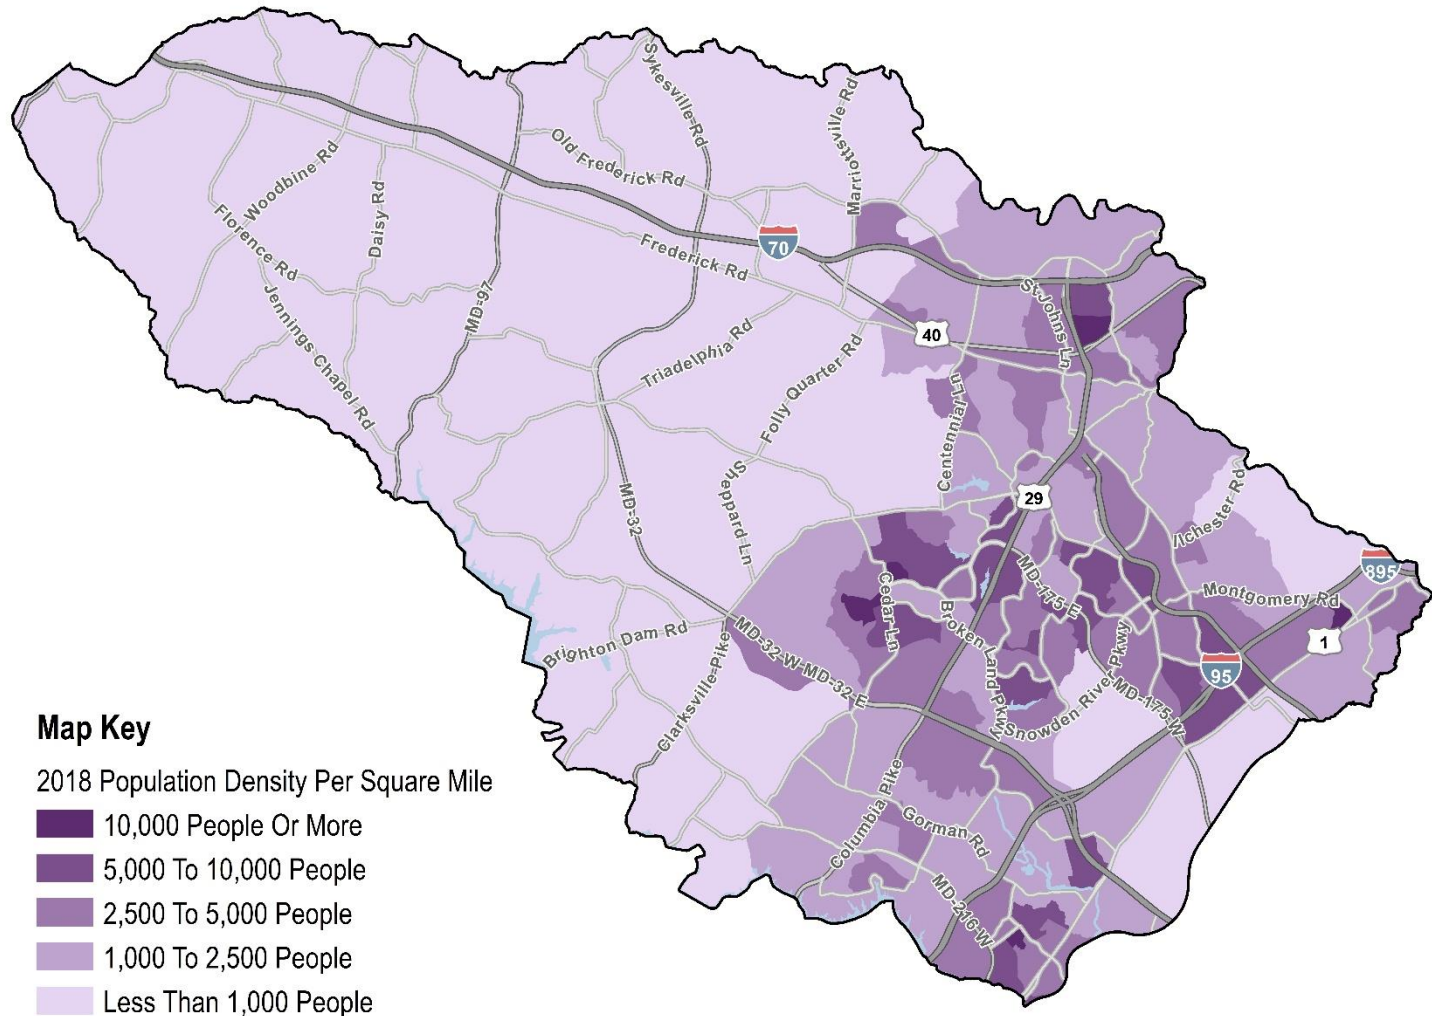 Sykesville Rd
Marriottsville Rd
Old Frederick Rd
Woodbine Rd
Daisy Rd
Florence Rd
Frederick Rd
70
Jennings Chapel Rd
MD-97
St Johns Ln
40
Triadelphia Rd
Folly Quarter Rd
Centennial Ln
Sheppard Ln
MD-32
29
Ilchester Rd
895
MD-175 E
Montgomery Rd
Cedar Ln
Broken Land Pkwy
1
Brighton Dam Rd
MD-32 W MD-32 E
95
Snowden River Pkwy
MD-175 W
Clarksville Pike
Columbia Pike
Gorman Rd
MD-216 W
Map Key
2018 Population Density Per Square Mile
10,000 People Or More
5,000 To 10,000 People
2,500 To 5,000 People
1,000 To 2,500 People
Less Than 1,000 People